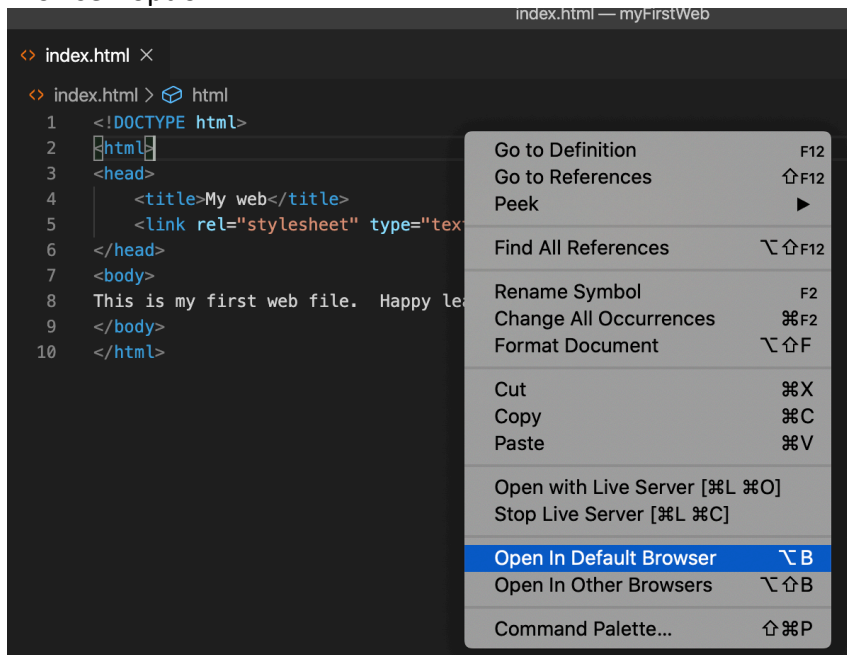 index.html — myFirstWeb
<> index.html ×
<> index.html > html
1 <!DOCTYPE html>
2 <html>
3 <head>
4 <title>My web</title>
5 <link rel="stylesheet" type="tex
6 </head>
7 <body>
8 This is my first web file.  Happy lea
9 </body>
10 </html>
Go to Definition F12
Go to References ⇧F12
Peek ▶
Find All References ⌥⇧F12
Rename Symbol F2
Change All Occurrences ⌘F2
Format Document ⌥⇧F
Cut ⌘X
Copy ⌘C
Paste ⌘V
Open with Live Server [⌘L ⌘O]
Stop Live Server [⌘L ⌘C]
Open In Default Browser ⌥B
Open In Other Browsers ⌥⇧B
Command Palette... ⇧⌘P